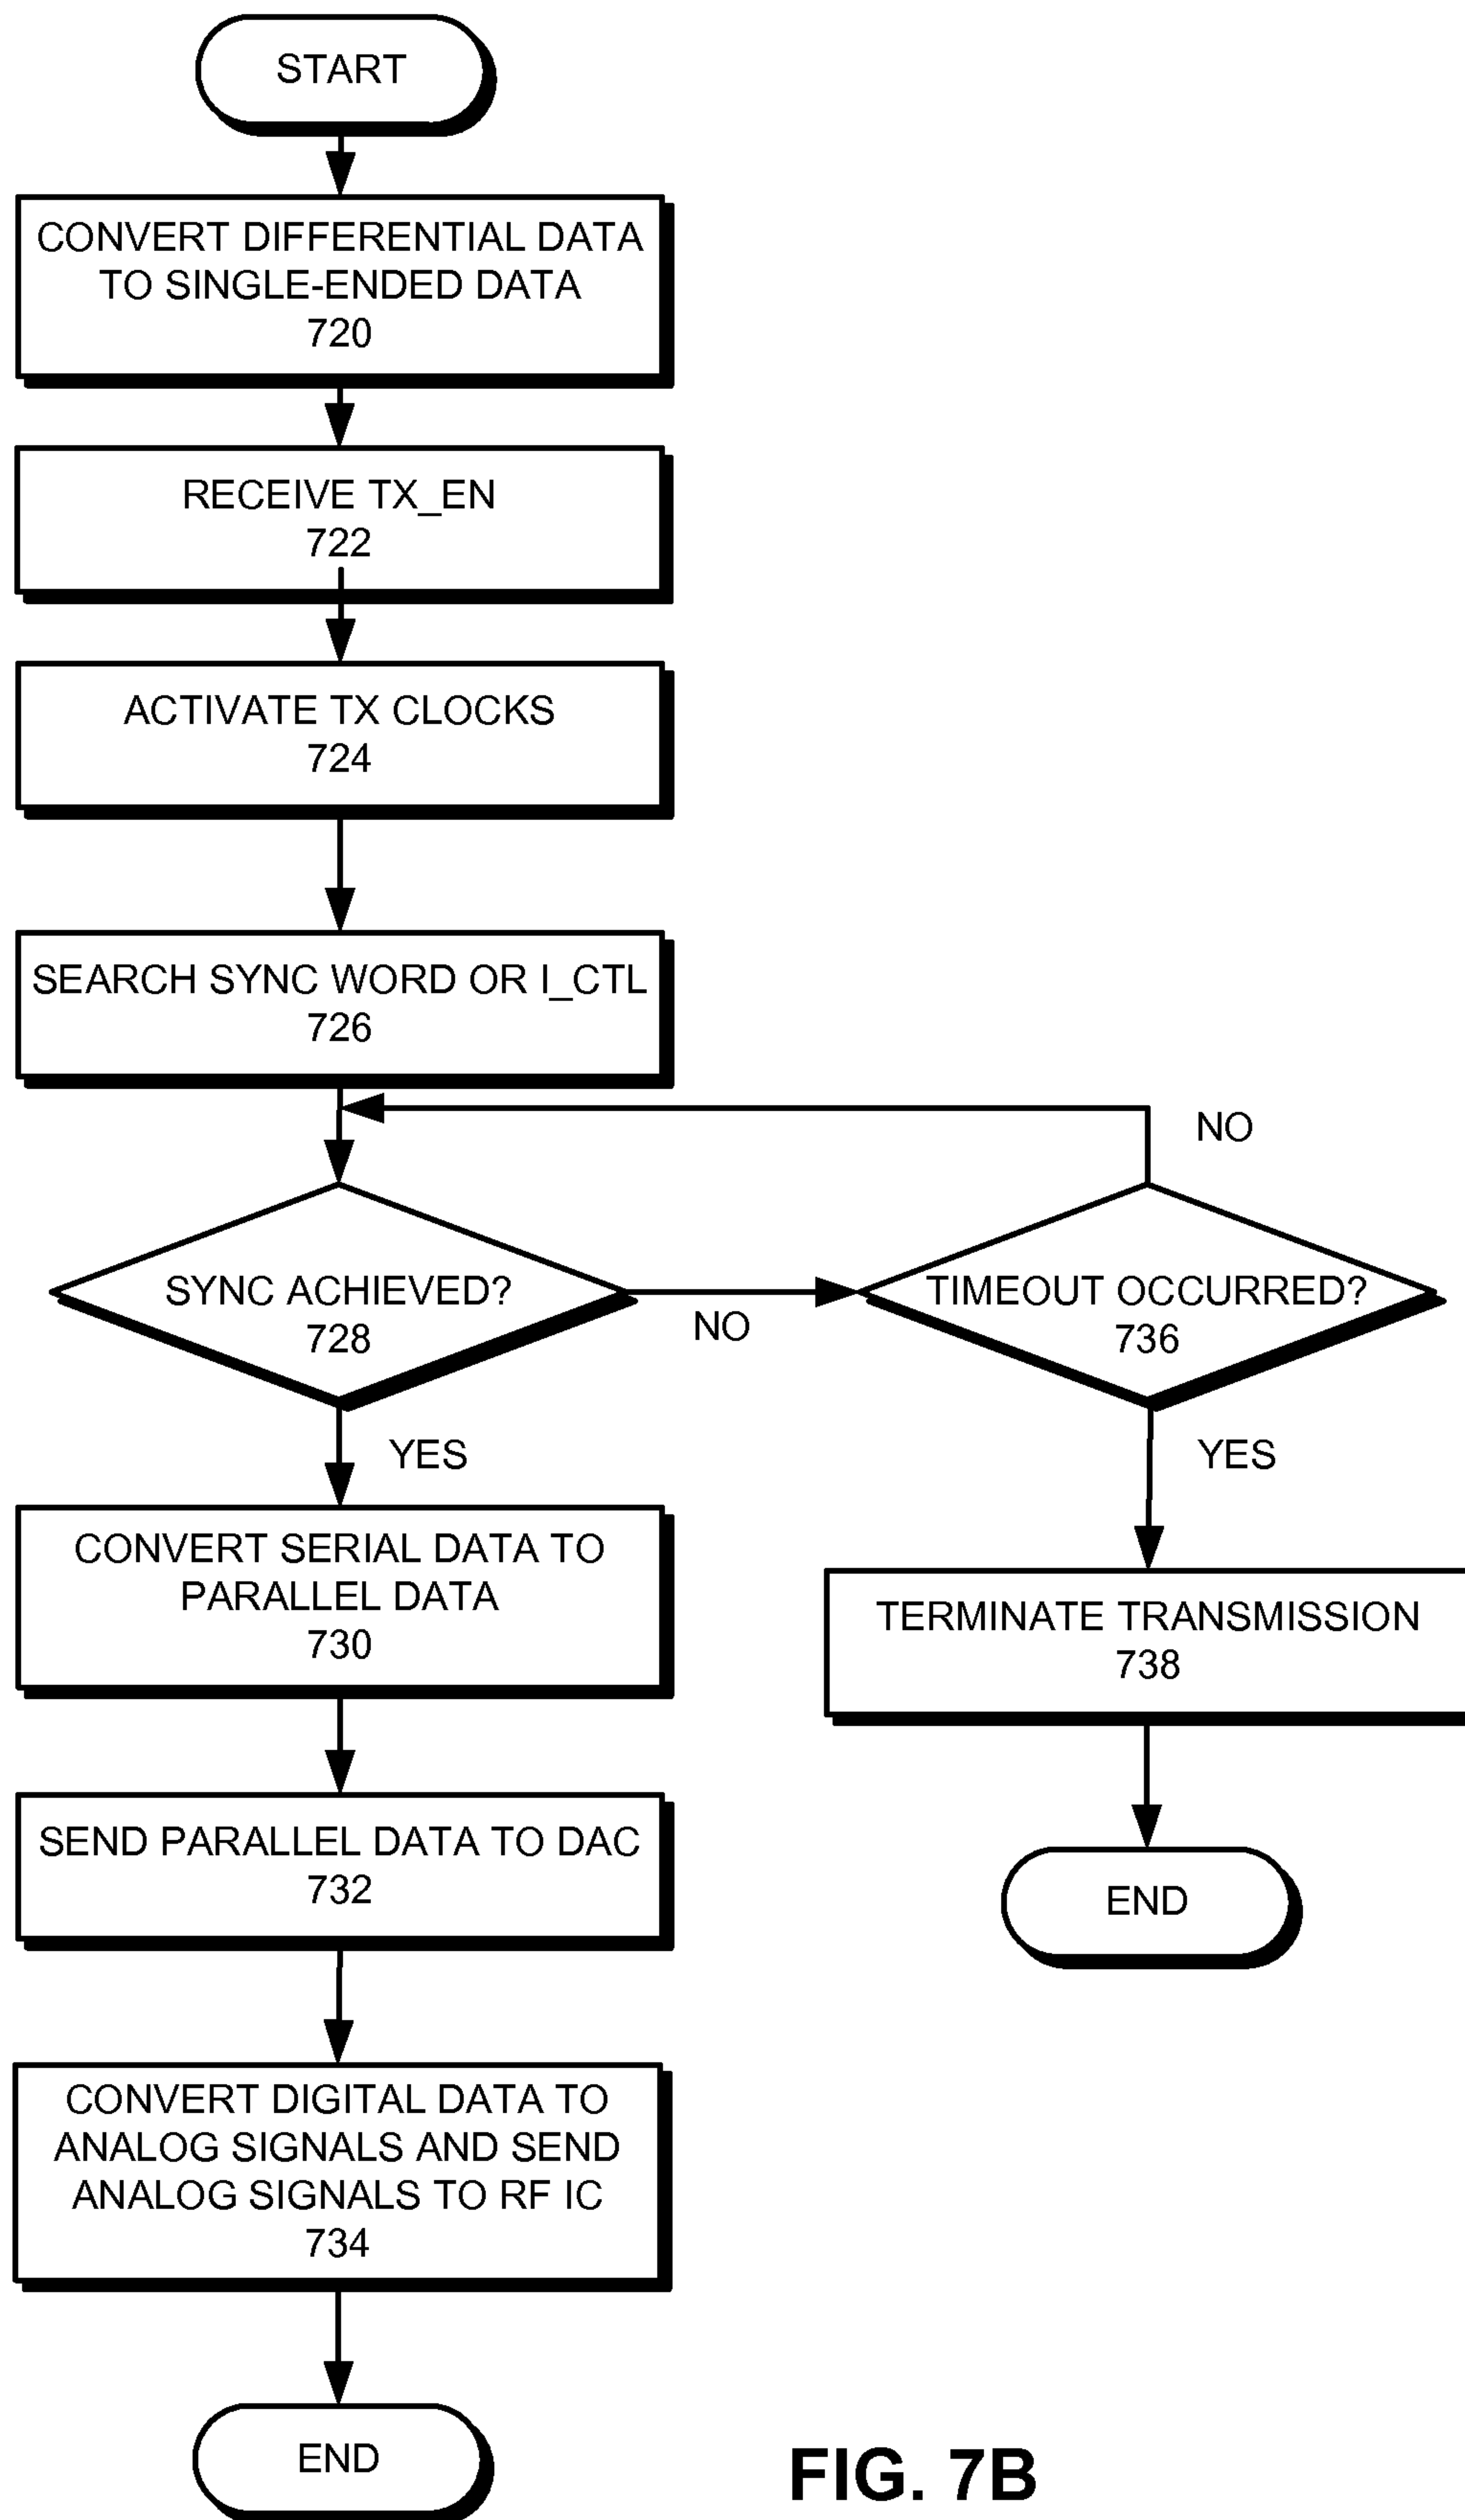 START
CONVERT DIFFERENTIAL DATA
TO SINGLE-ENDED DATA
720
RECEIVE TX_EN
722
ACTIVATE TX CLOCKS
724
SEARCH SYNC WORD OR I_CTL
726
NO
SYNC ACHIEVED?
728
NO
TIMEOUT OCCURRED?
736
YES
YES
CONVERT SERIAL DATA TO
PARALLEL DATA
730
TERMINATE TRANSMISSION
738
SEND PARALLEL DATA TO DAC
732
END
CONVERT DIGITAL DATA TO
ANALOG SIGNALS AND SEND
ANALOG SIGNALS TO RF IC
734
END
FIG. 7B